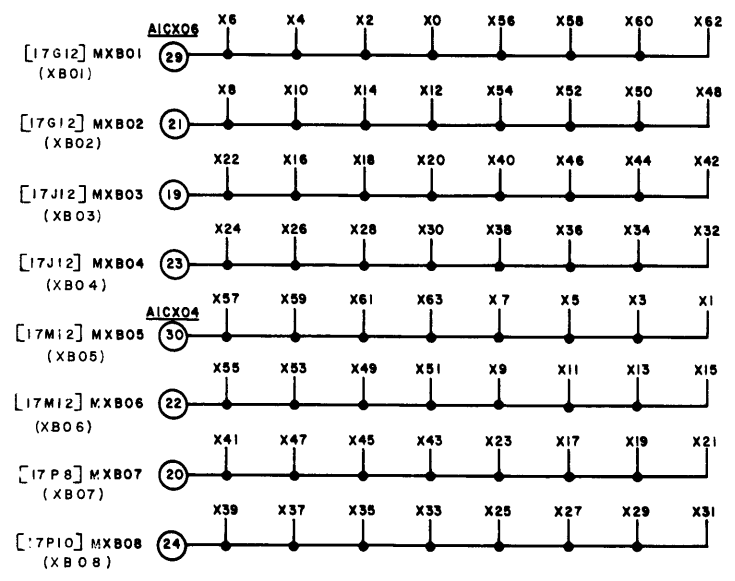 X6 X4 X2 X0 X56 X58 X60 X62
A1CX06
[17G12] MXB01 29
(XB01)
X8 X10 X14 X12 X54 X52 X50 X48
[17G12] MXB02 21
(XB02)
X22 X16 X18 X20 X40 X46 X44 X42
[17J12] MXB03 19
(XB03)
X24 X26 X28 X30 X38 X36 X34 X32
[17J12] MXB04 23
(XB04)
X57 X59 X61 X63 X7 X5 X3 X1
A1CX04
[17M12] MXB05 30
(XB05)
X55 X53 X49 X51 X9 X11 X13 X15
[17M12] MXB06 22
(XB06)
X41 X47 X45 X43 X23 X17 X19 X21
[17P8] MXB07 20
(XB07)
X39 X37 X35 X33 X25 X27 X29 X31
[17P10] MXB08 24
(XB08)